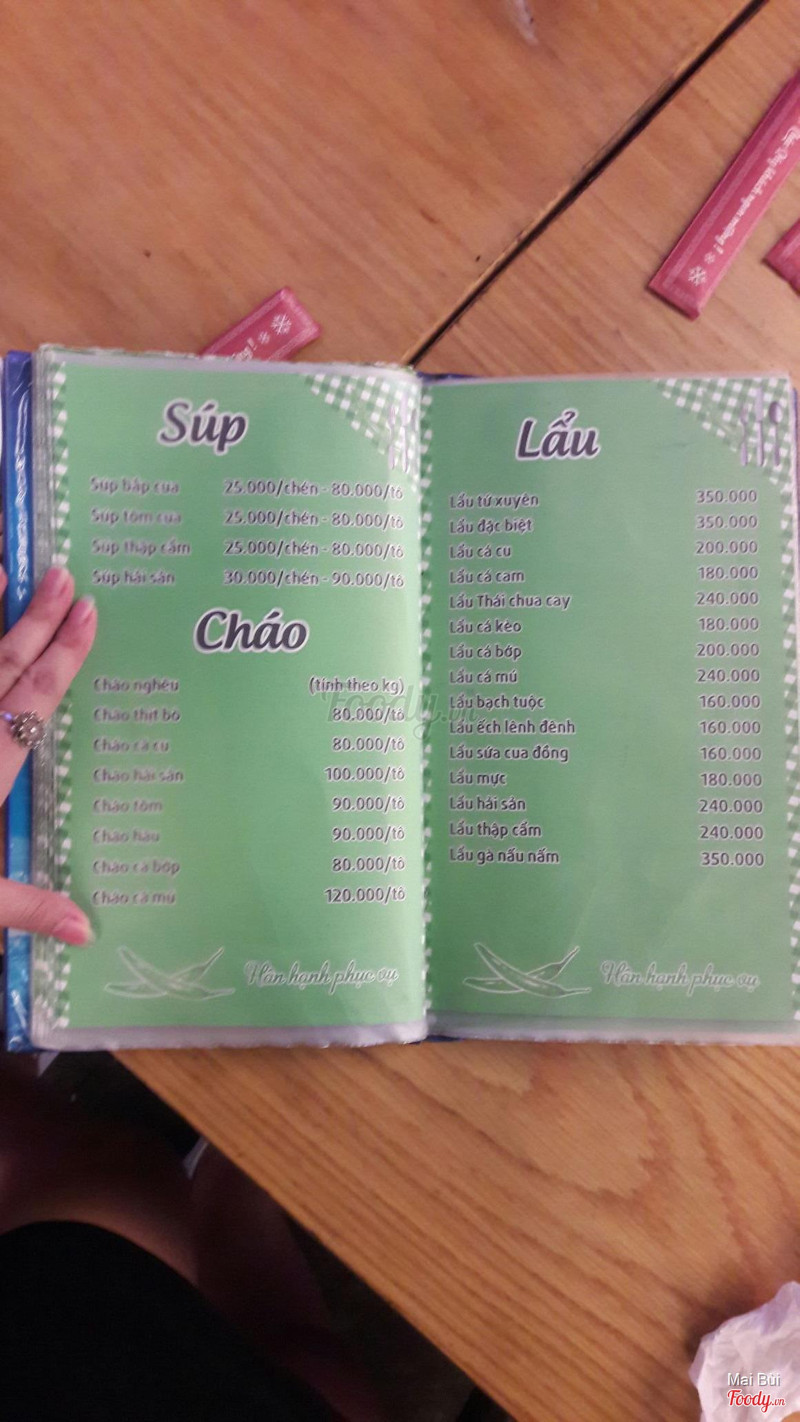 Chúc Quý khách ngon miệng!
Súp
Súp bắp cua 25.000/chén - 80.000/tô
Súp tôm cua 25.000/chén - 80.000/tô
Súp thập cẩm 25.000/chén - 80.000/tô
Súp hải sản 30.000/chén - 90.000/tô
Cháo
Cháo nghêu (tính theo kg)
Cháo thịt bò 80.000/tô
Cháo cá cu 80.000/tô
Cháo hải sản 100.000/tô
Cháo tôm 90.000/tô
Cháo hàu 90.000/tô
Cháo cá bớp 80.000/tô
Cháo cá mú 120.000/tô
Hân hạnh phục vụ
Lẩu
Lẩu tứ xuyên 350.000
Lẩu đặc biệt 350.000
Lẩu cá cu 200.000
Lẩu cá cam 180.000
Lẩu Thái chua cay 240.000
Lẩu cá kèo 180.000
Lẩu cá bớp 200.000
Lẩu cá mú 240.000
Lẩu bạch tuộc 160.000
Lẩu ếch lênh đênh 160.000
Lẩu sứa cua đồng 160.000
Lẩu mực 180.000
Lẩu hải sản 240.000
Lẩu thập cẩm 240.000
Lẩu gà nấu nấm 350.000
Hân hạnh phục vụ
Foody.vn
Mai Bùi
Foody.vn